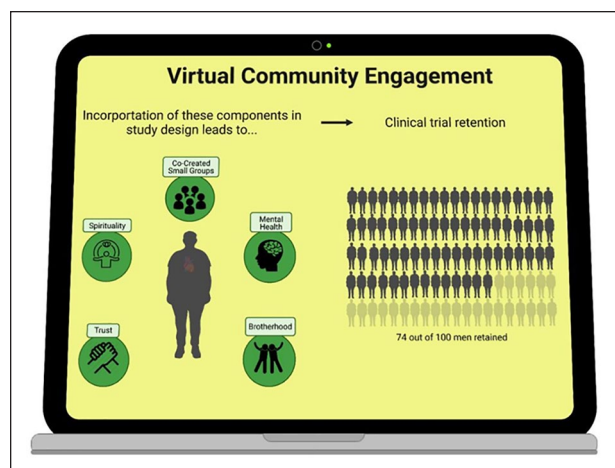 Virtual Community Engagement
Incorportation of these components in
study design leads to...
Clinical trial retention
Co-Created
Small Groups
Spirituality
Mental
Health
Trust
Brotherhood
74 out of 100 men retained